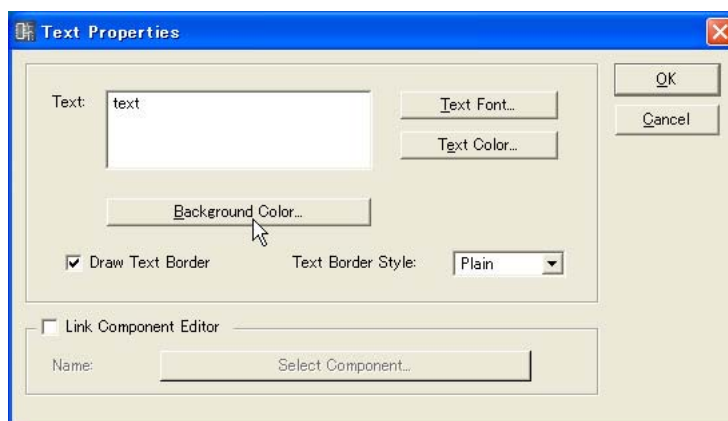 Text Properties
OK
Text:
text
Text Font...
Cancel
Text Color...
Background Color...
Draw Text Border
Text Border Style:
Plain
Link Component Editor
Name:
Select Component...